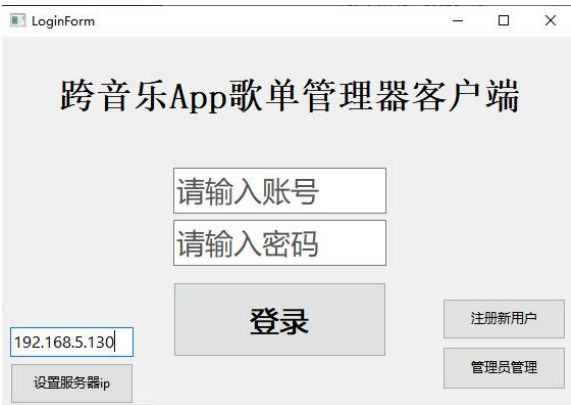 LoginForm
跨音乐App歌单管理器客户端
请输入账号
请输入密码
登录
注册新用户
192.168.5.130
管理员管理
设置服务器ip